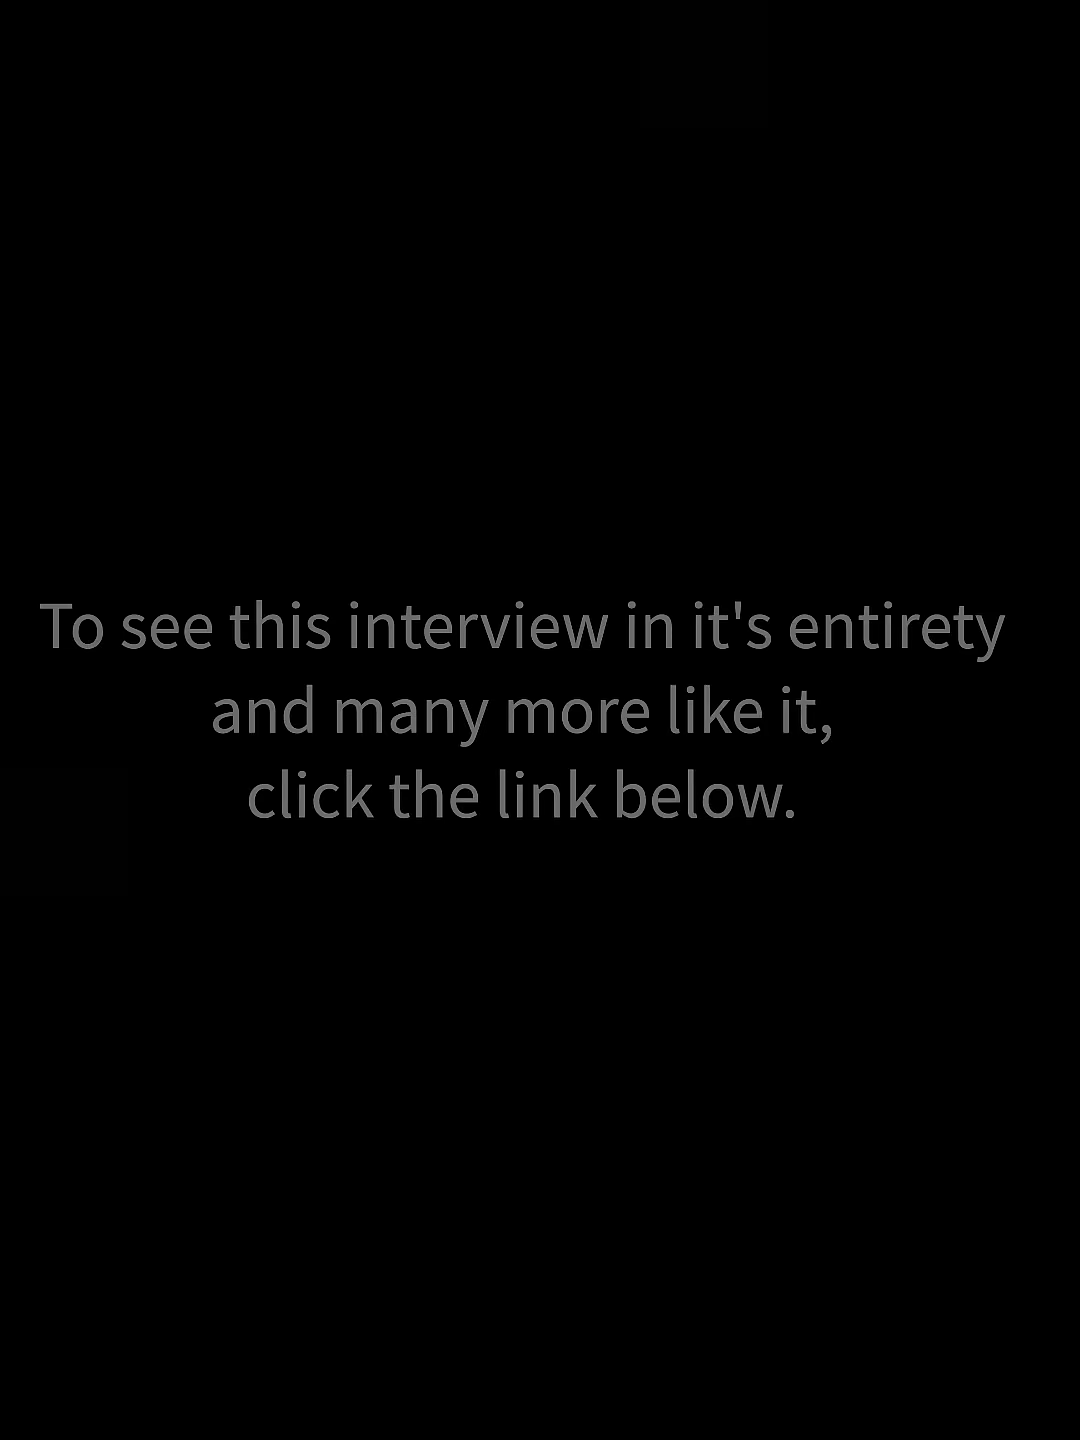 To see this interview in it's entirety
and many more like it,
click the link below.